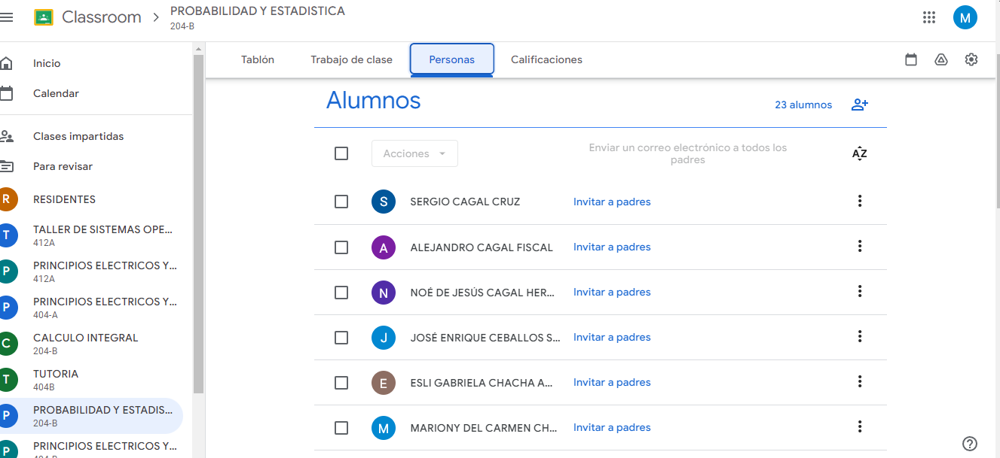 Classroom
PROBABILIDAD Y ESTADISTICA
204-B
M
Inicio
Calendar
Clases impartidas
Para revisar
R
RESIDENTES
T
TALLER DE SISTEMAS OPE...
412A
P
PRINCIPIOS ELECTRICOS Y...
412A
P
PRINCIPIOS ELECTRICOS Y...
404-A
C
CALCULO INTEGRAL
204-B
T
TUTORIA
404B
P
PROBABILIDAD Y ESTADIS...
204-B
P
PRINCIPIOS ELECTRICOS Y...
404-B
Tablón
Trabajo de clase
Personas
Calificaciones
Alumnos
23 alumnos
Acciones
Enviar un correo electrónico a todos los
padres
AZ
S
SERGIO CAGAL CRUZ
Invitar a padres
A
ALEJANDRO CAGAL FISCAL
Invitar a padres
N
NOÉ DE JESÚS CAGAL HER...
Invitar a padres
J
JOSÉ ENRIQUE CEBALLOS S...
Invitar a padres
E
ESLI GABRIELA CHACHA A...
Invitar a padres
M
MARIONY DEL CARMEN CH...
Invitar a padres